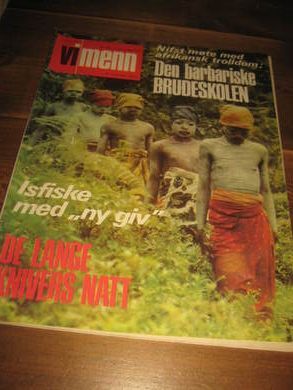 vi menn
Nifst møte med
afrikansk trolldom:
Den barbariske
BRUDESKOLEN
Isfiske
med „ny giv"
DE LANGE
KNIVERS NATT